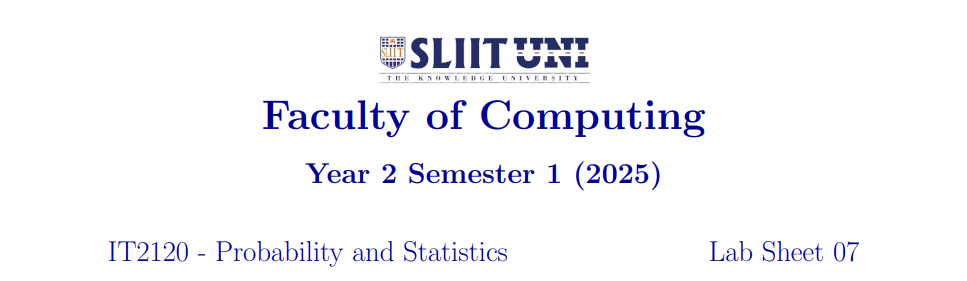 SLIIT
SLIIT UNI
THE KNOWLEDGE UNIVERSITY
Faculty of Computing
Year 2 Semester 1 (2025)
IT2120 - Probability and Statistics Lab Sheet 07